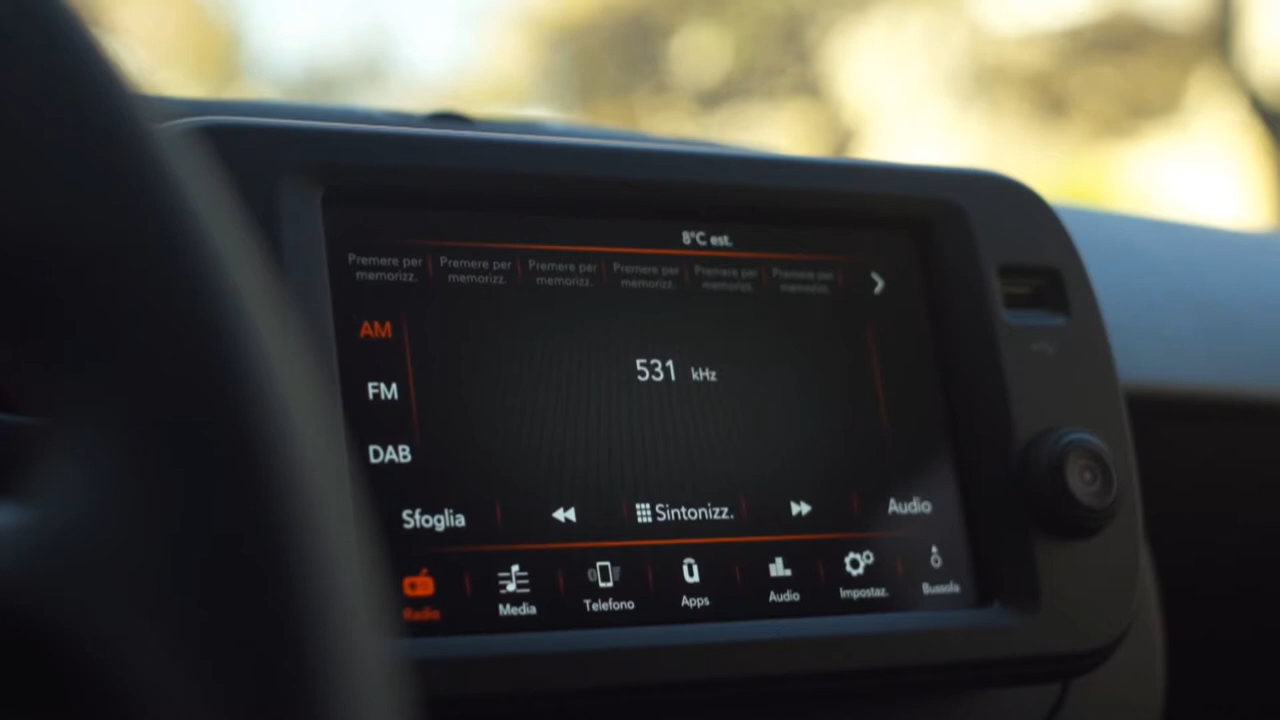 8°C est.
Premere per memorizz.
Premere per memorizz.
Premere per memorizz.
Premere per memorizz.
Premere per memorizz.
Premere per memorizz.
AM
531 kHz
FM
DAB
Sfoglia
Sintonizz.
Audio
Radio
Media
Telefono
Apps
Audio
Impostaz.
Bussola